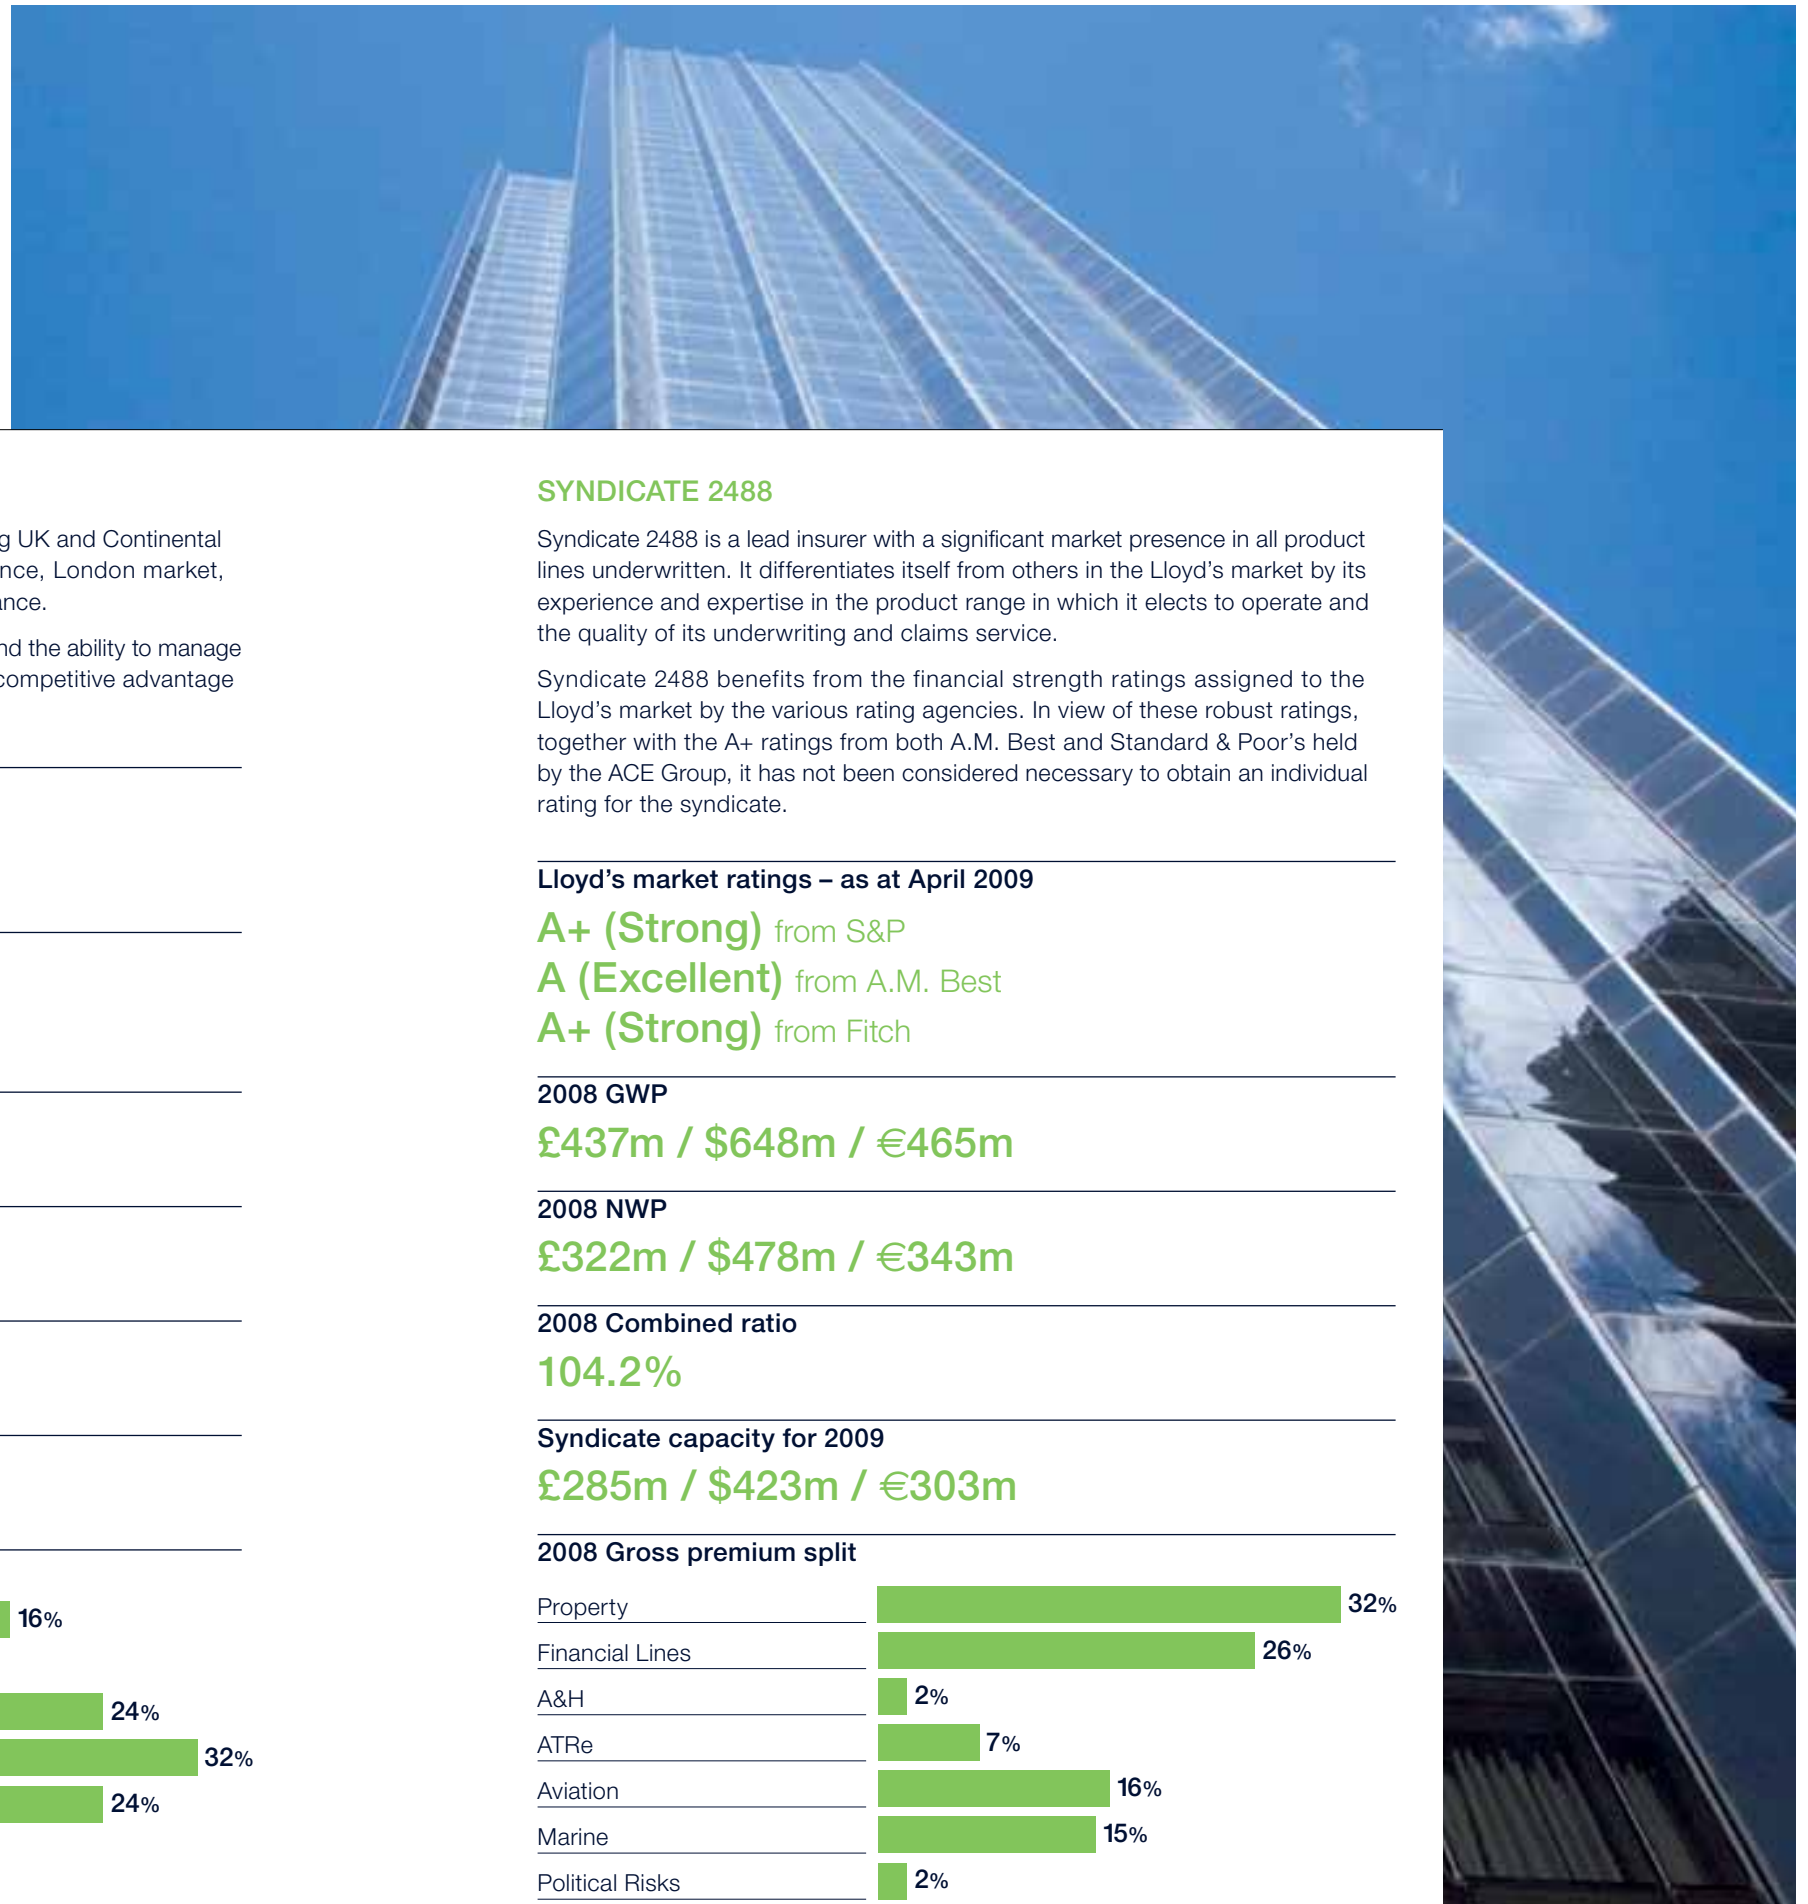 g UK and Continental
nce, London market,
ance.
nd the ability to manage
competitive advantage
16%
24%
32%
24%
SYNDICATE 2488
Syndicate 2488 is a lead insurer with a significant market presence in all product
lines underwritten. It differentiates itself from others in the Lloyd's market by its
experience and expertise in the product range in which it elects to operate and
the quality of its underwriting and claims service.
Syndicate 2488 benefits from the financial strength ratings assigned to the
Lloyd's market by the various rating agencies. In view of these robust ratings,
together with the A+ ratings from both A.M. Best and Standard & Poor's held
by the ACE Group, it has not been considered necessary to obtain an individual
rating for the syndicate.
Lloyd's market ratings – as at April 2009
A+ (Strong) from S&P
A (Excellent) from A.M. Best
A+ (Strong) from Fitch
2008 GWP
£437m / $648m / €465m
2008 NWP
£322m / $478m / €343m
2008 Combined ratio
104.2%
Syndicate capacity for 2009
£285m / $423m / €303m
2008 Gross premium split
Property 32%
Financial Lines 26%
A&H 2%
ATRe 7%
Aviation 16%
Marine 15%
Political Risks 2%